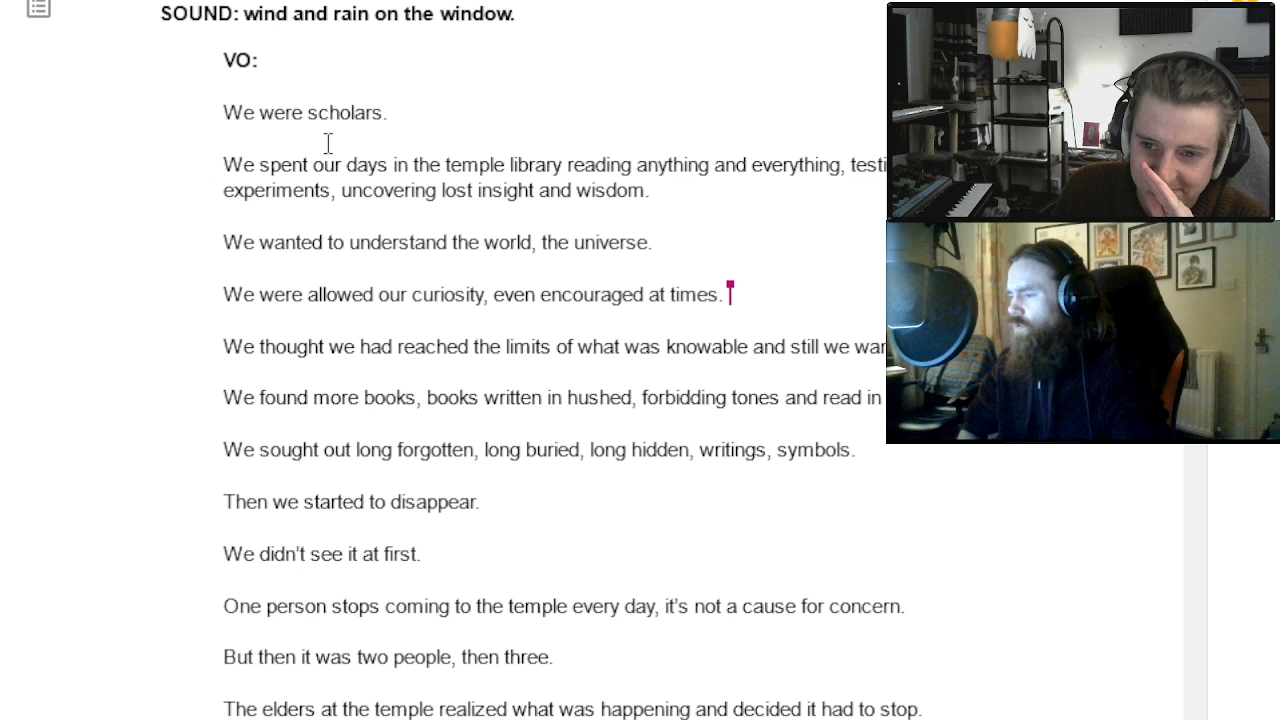 SOUND: wind and rain on the window.
VO:
We were scholars.
We spent our days in the temple library reading anything and everything,
experiments, uncovering lost insight and wisdom.
We wanted to understand the world, the universe.
We were allowed our curiosity, even encouraged at times.
We thought we had reached the limits of what was knowable and still we
We found more books, books written in hushed, forbidding tones and read in
We sought out long forgotten, long buried, long hidden, writings, symbols.
Then we started to disappear.
We didn’t see it at first.
One person stops coming to the temple every day, it’s not a cause for concern.
But then it was two people, then three.
The elders at the temple realized what was happening and decided it had to stop.